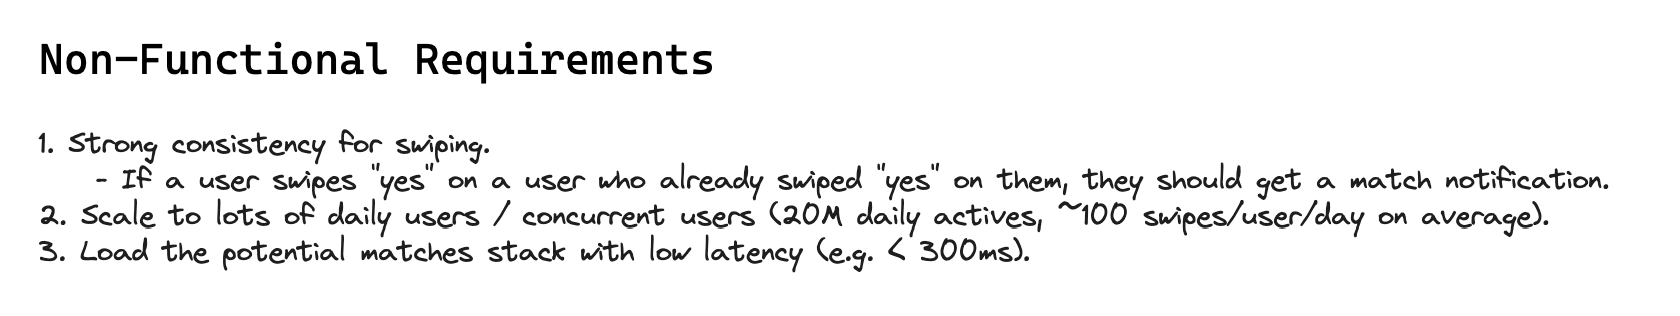 Non-Functional Requirements
1. Strong consistency for swiping.
- If a user swipes "yes" on a user who already swiped "yes" on them, they should get a match notification.
2. Scale to lots of daily users / concurrent users (20M daily actives, ~100 swipes/user/day on average).
3. Load the potential matches stack with low latency (e.g. < 300ms).